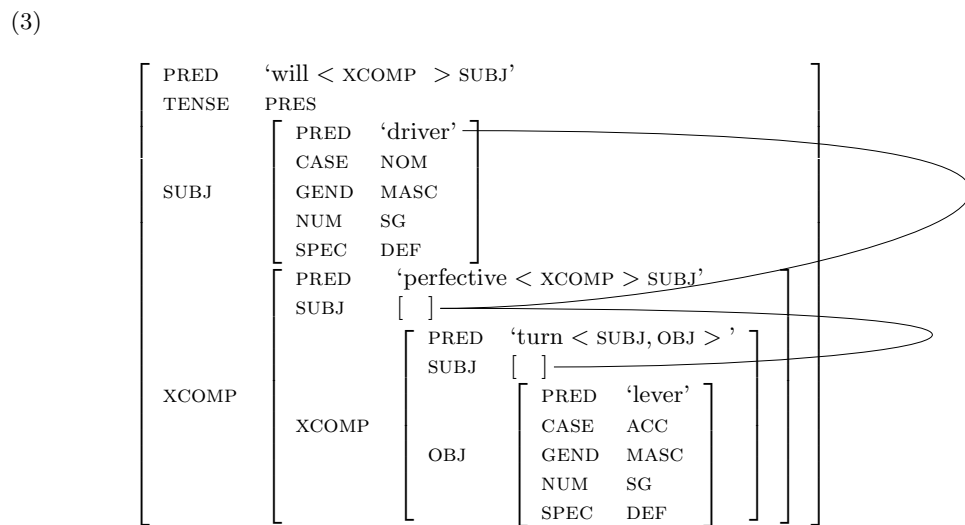 (3)
PRED ‘will < XCOMP > SUBJ’
TENSE PRES
PRED ‘driver’
CASE NOM
SUBJ GEND MASC
NUM SG
SPEC DEF
PRED ‘perfective < XCOMP > SUBJ’
SUBJ [ ]
PRED ‘turn < SUBJ, OBJ > ’
SUBJ [ ]
XCOMP XCOMP PRED ‘lever’
CASE ACC
OBJ GEND MASC
NUM SG
SPEC DEF